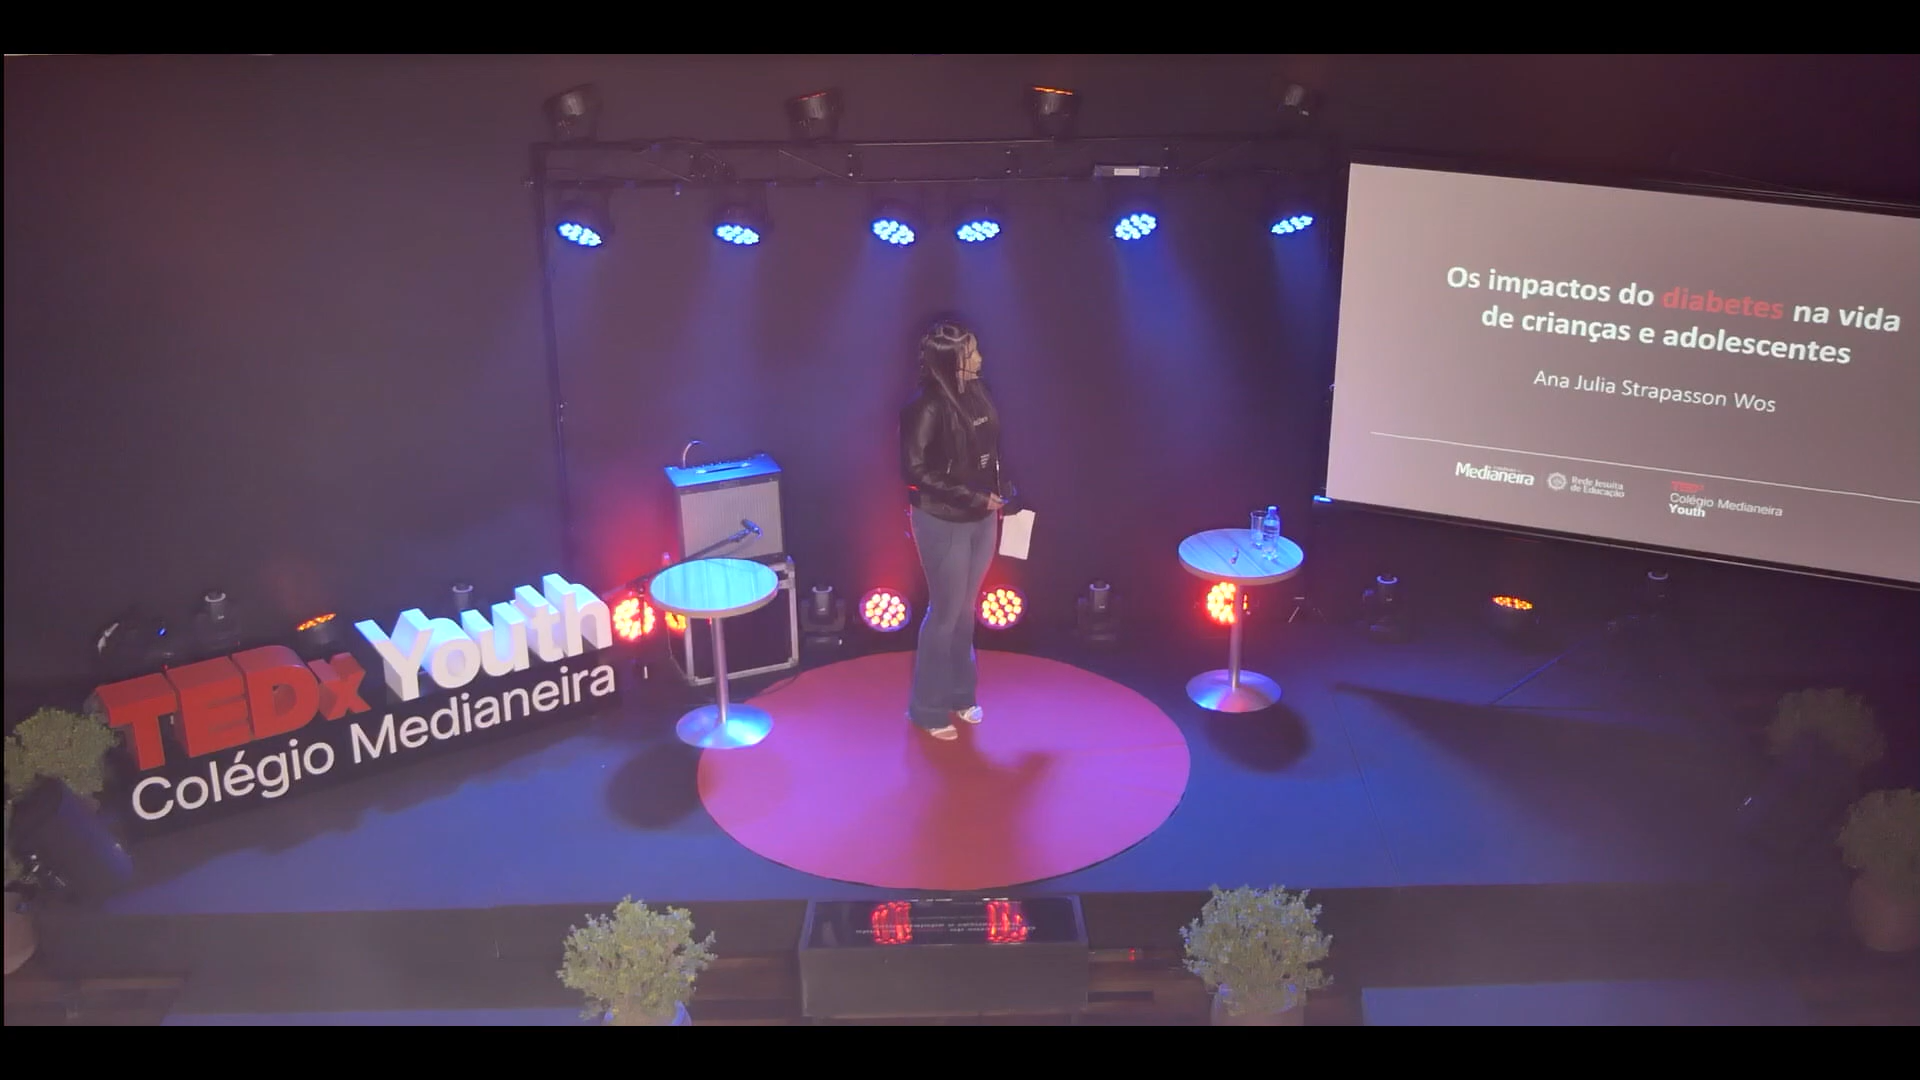 Os impactos do diabetes na vida
de crianças e adolescentes
Ana Julia Strapasson Wos
Medianeira
Rede Jesuíta
de Educação
TEDx
Colégio Medianeira
Youth
TEDx Youth
Colégio Medianeira